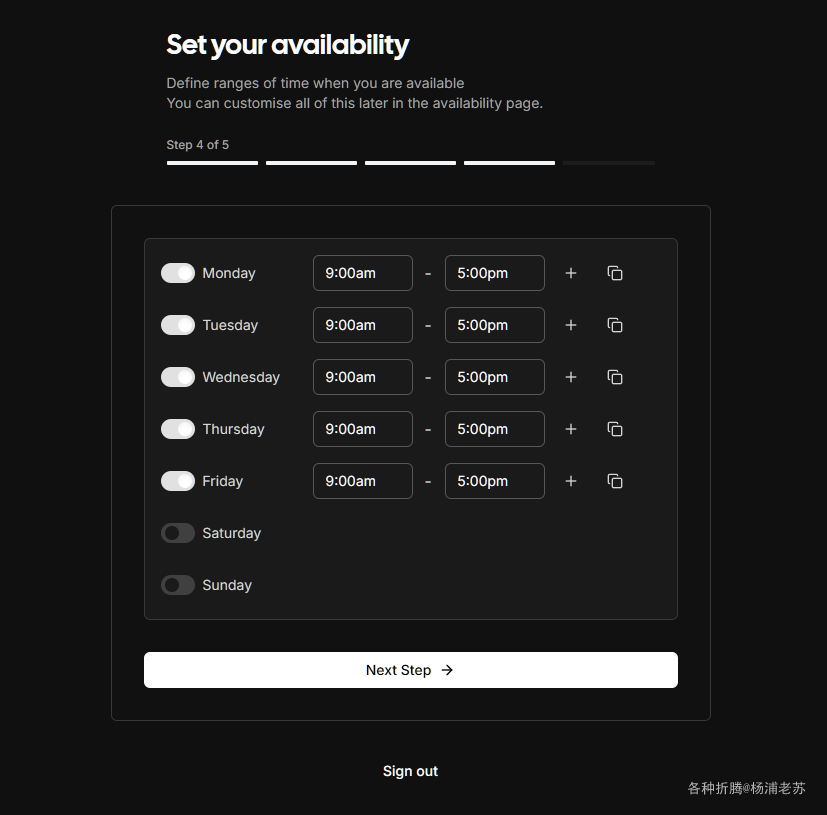 Set your availability
Define ranges of time when you are available
You can customise all of this later in the availability page.
Step 4 of 5
Monday 9:00am - 5:00pm
Tuesday 9:00am - 5:00pm
Wednesday 9:00am - 5:00pm
Thursday 9:00am - 5:00pm
Friday 9:00am - 5:00pm
Saturday
Sunday
Next Step →
Sign out
各种折腾@杨浦老苏